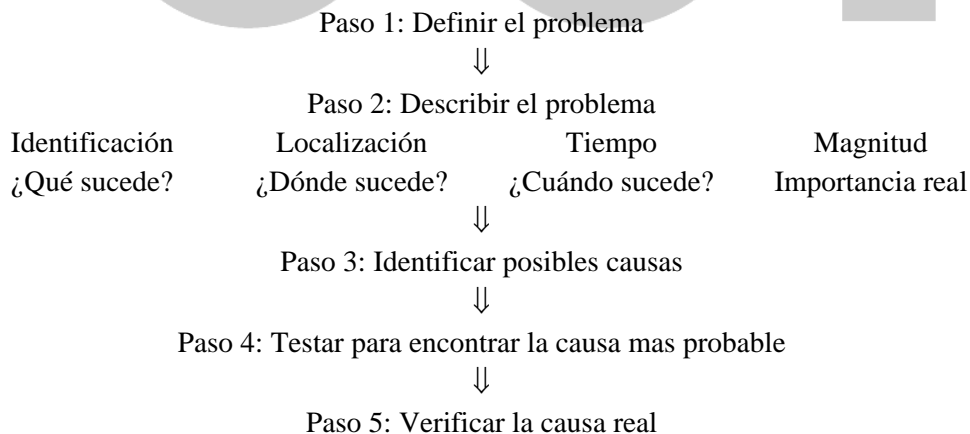 Paso 1: Definir el problema
⇓
Paso 2: Describir el problema
Identificación Localización Tiempo Magnitud
¿Qué sucede? ¿Dónde sucede? ¿Cuándo sucede? Importancia real
⇓
Paso 3: Identificar posibles causas
⇓
Paso 4: Testar para encontrar la causa mas probable
⇓
Paso 5: Verificar la causa real